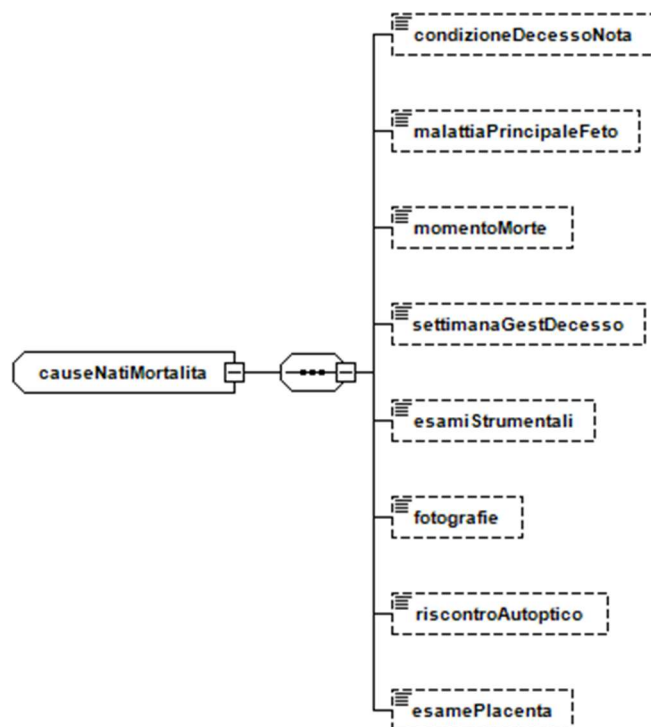 condizioneDecessoNota
malattiaPrincipaleFeto
momentoMorte
settimanaGestDecesso
causeNatiMortalita
esamiStrumentali
fotografie
riscontroAutoptico
esamePlacenta